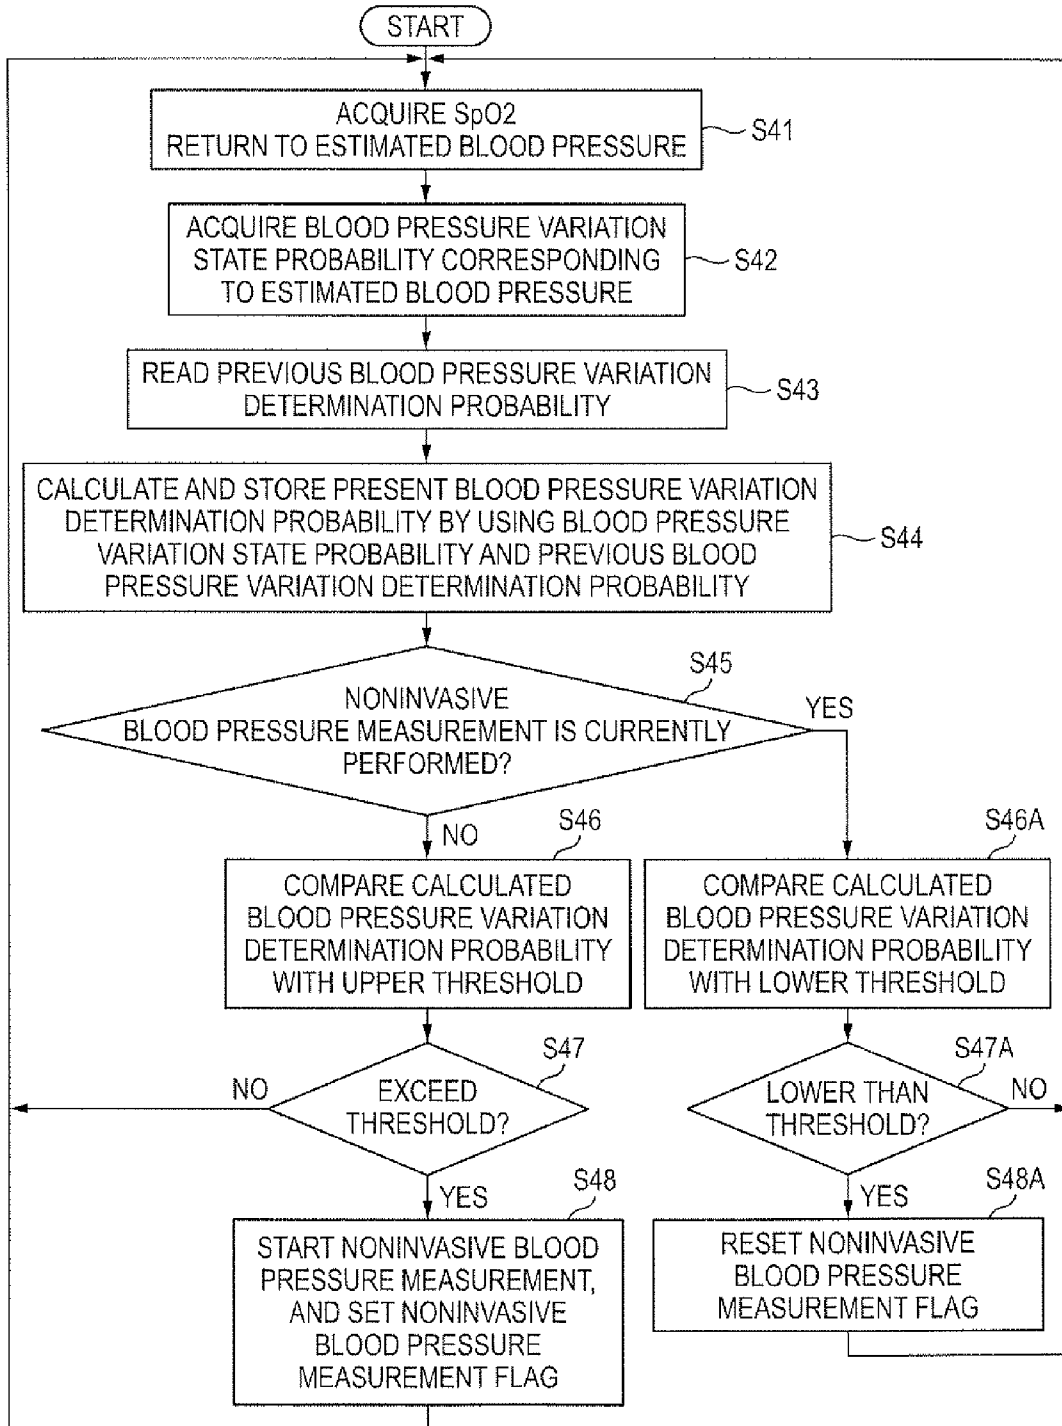 START
ACQUIRE SpO2
RETURN TO ESTIMATED BLOOD PRESSURE
S41
ACQUIRE BLOOD PRESSURE VARIATION
STATE PROBABILITY CORRESPONDING
TO ESTIMATED BLOOD PRESSURE
S42
READ PREVIOUS BLOOD PRESSURE VARIATION
DETERMINATION PROBABILITY
S43
CALCULATE AND STORE PRESENT BLOOD PRESSURE VARIATION
DETERMINATION PROBABILITY BY USING BLOOD PRESSURE
VARIATION STATE PROBABILITY AND PREVIOUS BLOOD
PRESSURE VARIATION DETERMINATION PROBABILITY
S44
S45
NONINVASIVE
BLOOD PRESSURE MEASUREMENT IS CURRENTLY
PERFORMED?
YES
NO
S46
COMPARE CALCULATED
BLOOD PRESSURE VARIATION
DETERMINATION PROBABILITY
WITH UPPER THRESHOLD
S46A
COMPARE CALCULATED
BLOOD PRESSURE VARIATION
DETERMINATION PROBABILITY
WITH LOWER THRESHOLD
S47
NO
EXCEED
THRESHOLD?
YES
S47A
LOWER THAN
THRESHOLD?
NO
YES
S48
START NONINVASIVE BLOOD
PRESSURE MEASUREMENT,
AND SET NONINVASIVE
BLOOD PRESSURE
MEASUREMENT FLAG
S48A
RESET NONINVASIVE
BLOOD PRESSURE
MEASUREMENT FLAG